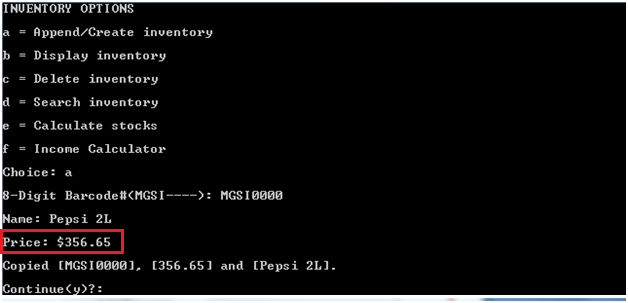 INVENTORY OPTIONS
a = Append/Create inventory
b = Display inventory
c = Delete inventory
d = Search inventory
e = Calculate stocks
f = Income Calculator
Choice: a
8-Digit Barcode#(MGSI----): MGSI0000
Name: Pepsi 2L
Price: $356.65
Copied [MGSI0000], [356.65] and [Pepsi 2L].
Continue(y)?: